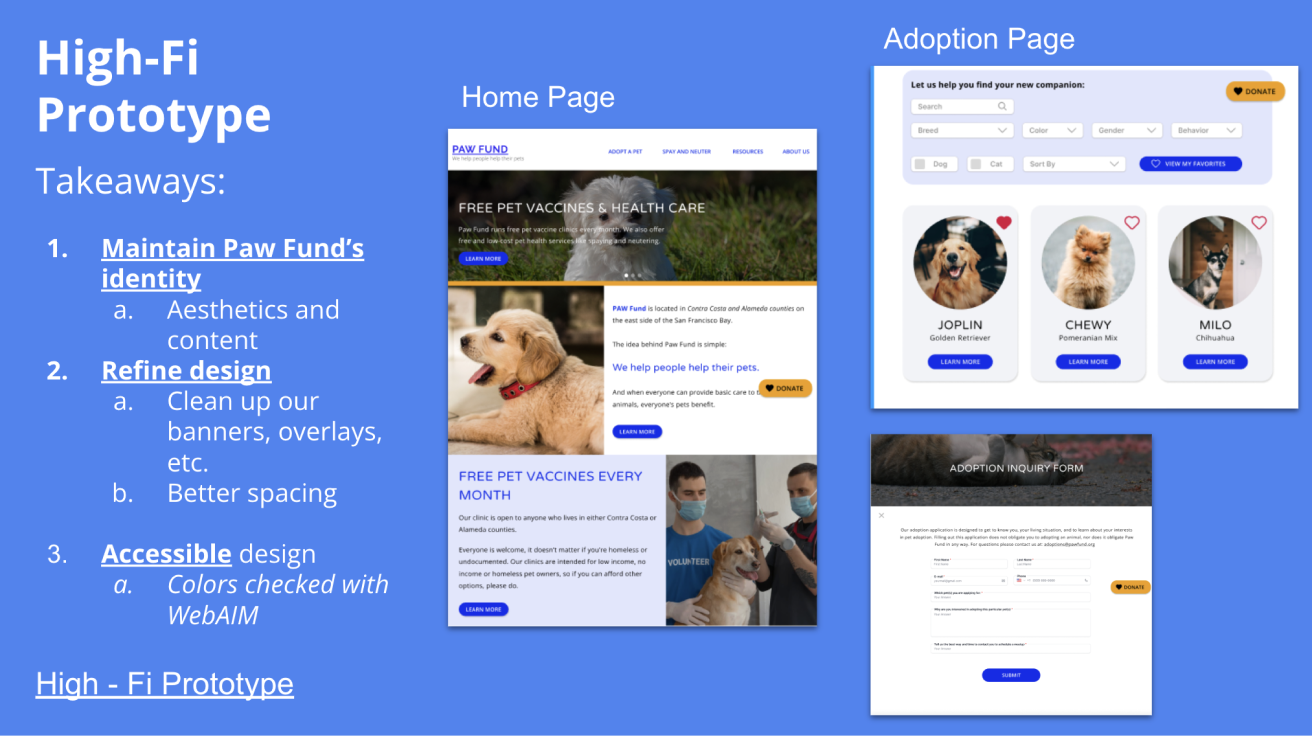 High-Fi
Prototype
Takeaways:
1. Maintain Paw Fund's
identity
a. Aesthetics and
content
2. Refine design
a. Clean up our
banners, overlays,
etc.
b. Better spacing
3. Accessible design
a. Colors checked with
WebAIM
High - Fi Prototype
Home Page
PAW FUND
We help people help their pets
ADOPT A PET SPAY AND NEUTER RESOURCES ABOUT US
FREE PET VACCINES & HEALTH CARE
Paw Fund runs free pet vaccine clinics every month. We also offer
free and low-cost pet health services like spaying and neutering.
LEARN MORE
PAW Fund is located in Contra Costa and Alameda counties on
the east side of the San Francisco Bay.
The idea behind Paw Fund is simple:
We help people help their pets.
And when everyone can provide basic care to
DONATE
animals, everyone's pets benefit.
LEARN MORE
FREE PET VACCINES EVERY
MONTH
Our clinic is open to anyone who lives in either Contra Costa or
Alameda counties.
Everyone is welcome, it doesn't matter if you're homeless or
undocumented. Our clinics are intended for low income, no
income or homeless pet owners, so if you can afford other
options, please do.
LEARN MORE
VOLUNTEER
Adoption Page
Let us help you find your new companion:
DONATE
Search
Breed Color Gender Behavior
Dog Cat Sort By VIEW MY FAVORITES
JOPLIN
Golden Retriever
LEARN MORE
CHEWY
Pomeranian Mix
LEARN MORE
MILO
Chihuahua
LEARN MORE
ADOPTION INQUIRY FORM
Our adoption application is designed to get to know you, your living situation, and to learn about your interests
in pet adoption. Filling out this application does not obligate you to adopting an animal, nor does it obligate Paw
Fund in any way. For questions please contact us at: adoptions@pawfund.org
First Name * Last Name *
First Name Last Name
E-mail * Phone
Which pet(s) you are applying for *
Your Answer
DONATE
Why are you interested in adopting this particular pet(s) *
Your Answer
Your Answer
SUBMIT